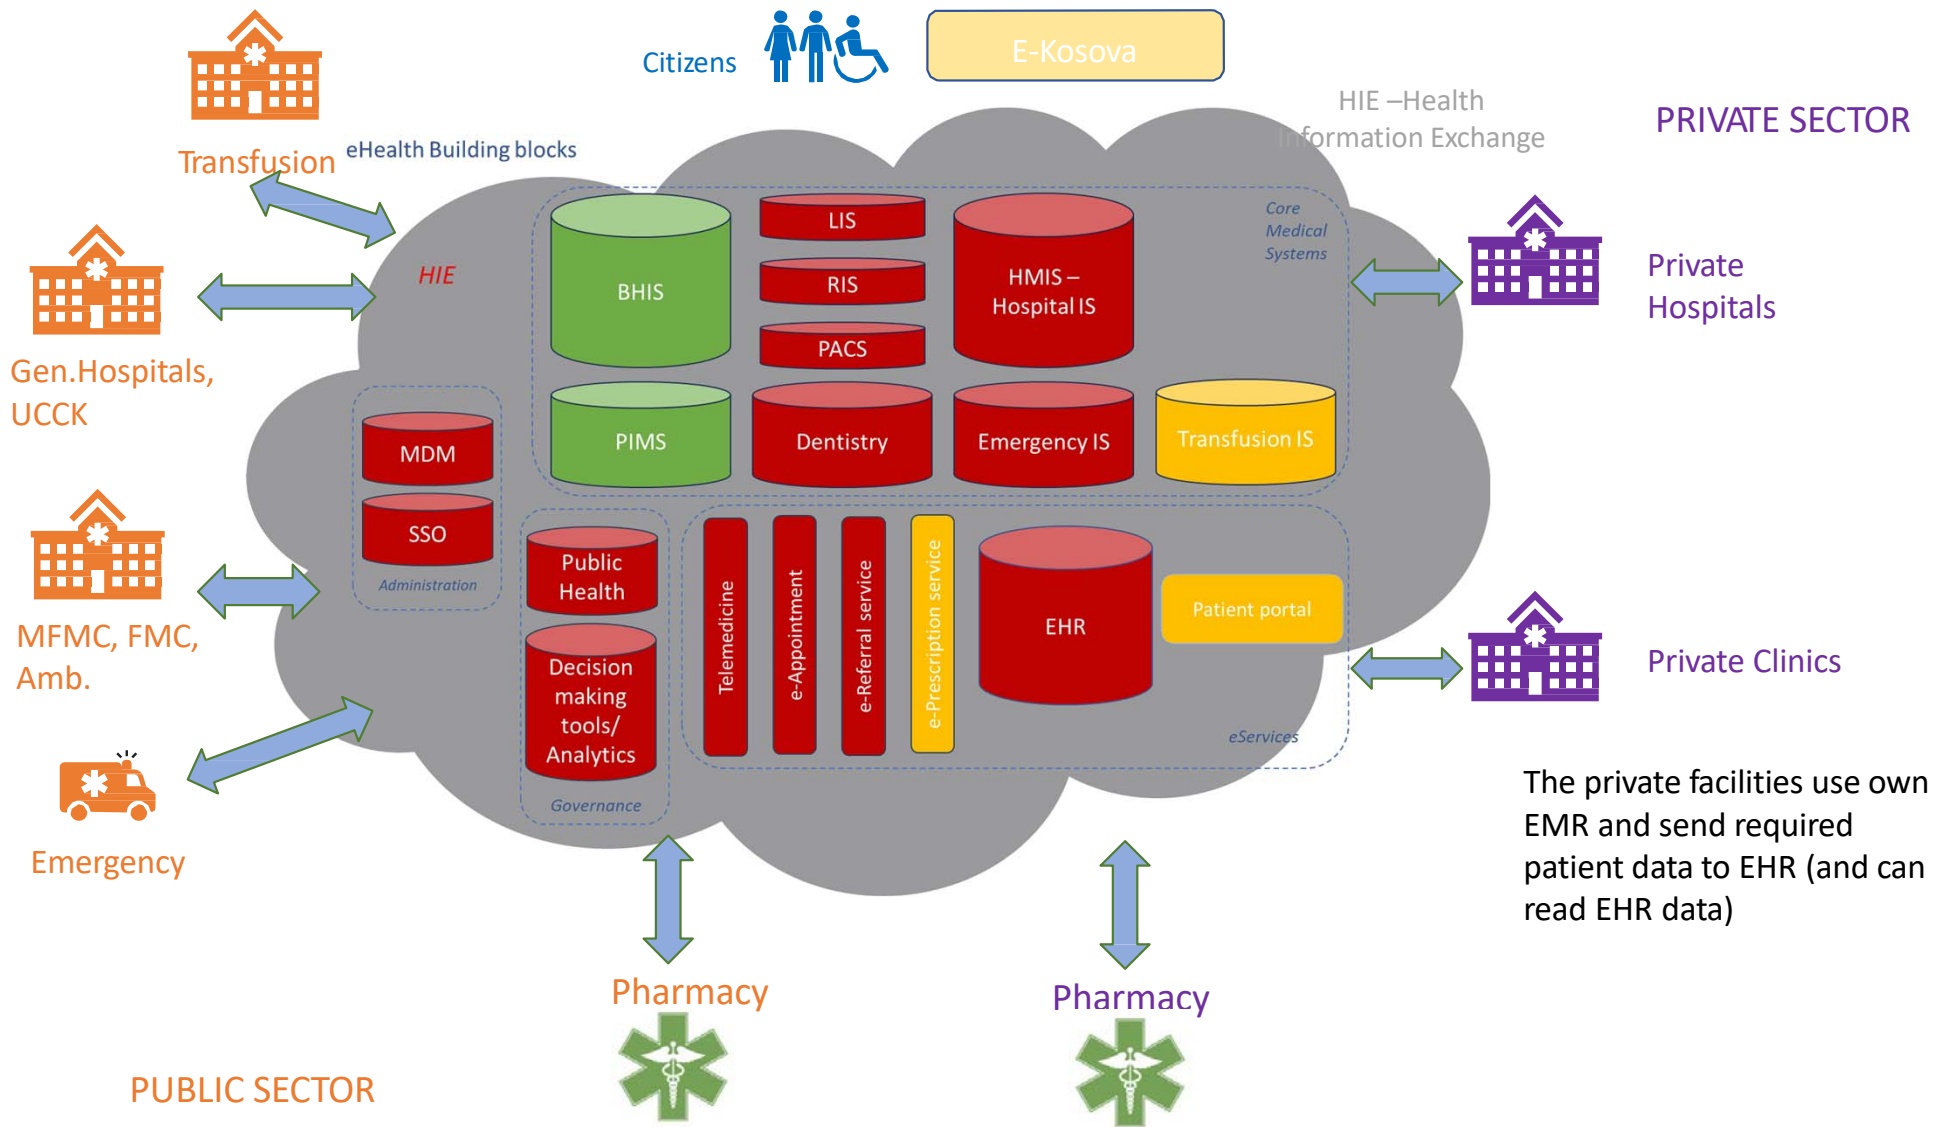 Citizens
E-Kosova
HIE –Health
Information Exchange
PRIVATE SECTOR
Transfusion
eHealth Building blocks
HIE
BHIS
LIS
RIS
PACS
HMIS –
Hospital IS
Core
Medical
Systems
PIMS
Dentistry
Emergency IS
Transfusion IS
Private
Hospitals
Gen.Hospitals,
UCCK
MDM
SSO
Administration
Public
Health
Decision
making
tools/
Analytics
Governance
Telemedicine
e-Appointment
e-Referral service
e-Prescription service
EHR
Patient portal
eServices
MFMC, FMC,
Amb.
Private Clinics
Emergency
The private facilities use own
EMR and send required
patient data to EHR (and can
read EHR data)
Pharmacy
Pharmacy
PUBLIC SECTOR